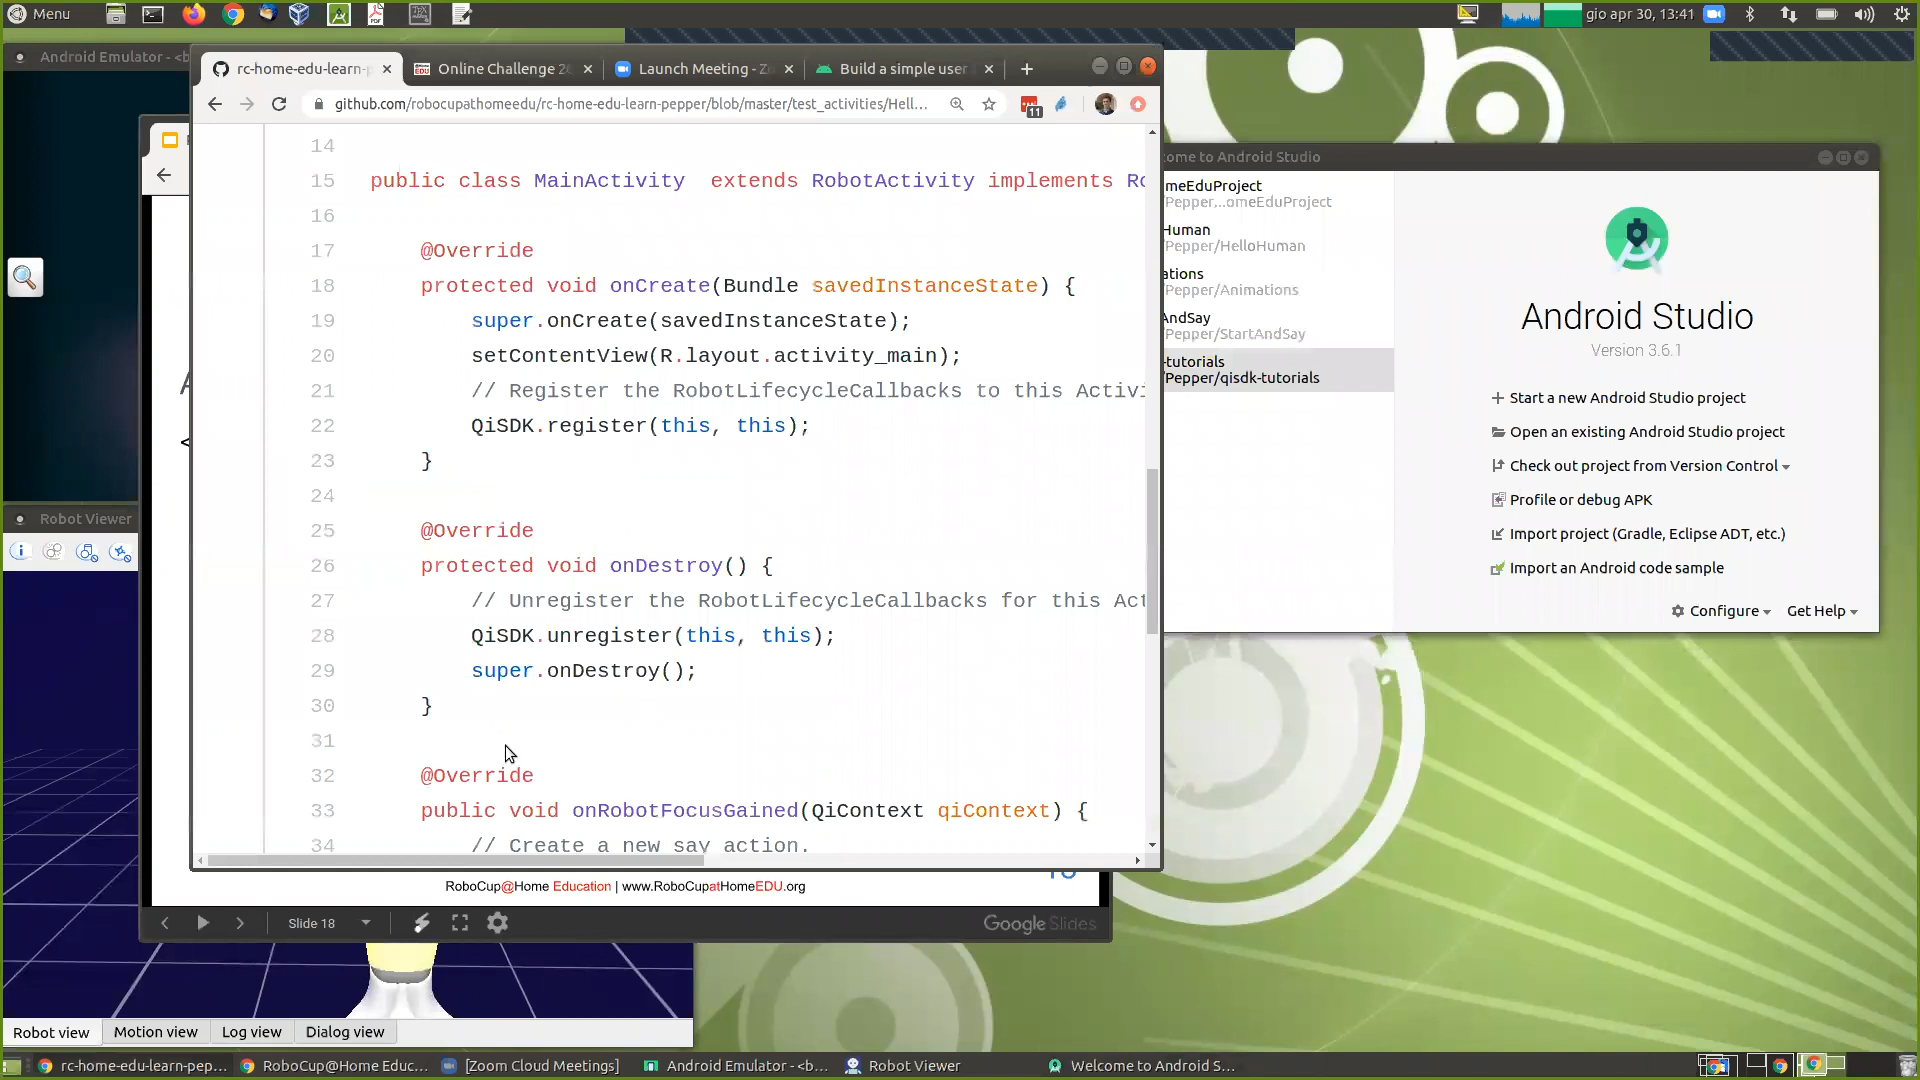 Menu
gio apr 30, 13:41
Android Emulator - <b
rc-home-edu-learn-p
Online Challenge 2
Launch Meeting - Z
Build a simple user
github.com/robocupathomeedu/rc-home-edu-learn-pepper/blob/master/test_activities/Hell...
11
14
15 public class MainActivity extends RobotActivity implements Ro
16
17 @Override
18 protected void onCreate(Bundle savedInstanceState) {
19 super.onCreate(savedInstanceState);
20 setContentView(R.layout.activity_main);
21 // Register the RobotLifecycleCallbacks to this Activi
22 QiSDK.register(this, this);
23 }
24
25 @Override
26 protected void onDestroy() {
27 // Unregister the RobotLifecycleCallbacks for this Act
28 QiSDK.unregister(this, this);
29 super.onDestroy();
30 }
31
32 @Override
33 public void onRobotFocusGained(QiContext qiContext) {
34 // Create a new say action.
RoboCup@Home Education | www.RoboCupatHomeEDU.org
Slide 18
Google Slides
ome to Android Studio
meEduProject
/Pepper...omeEduProject
Human
/Pepper/HelloHuman
ations
/Pepper/Animations
AndSay
/Pepper/StartAndSay
-tutorials
/Pepper/qisdk-tutorials
Android Studio
Version 3.6.1
Start a new Android Studio project
Open an existing Android Studio project
Check out project from Version Control
Profile or debug APK
Import project (Gradle, Eclipse ADT, etc.)
Import an Android code sample
Configure
Get Help
Robot Viewer
Robot view
Motion view
Log view
Dialog view
rc-home-edu-learn-pep...
RoboCup@Home Educ...
[Zoom Cloud Meetings]
Android Emulator - <b...
Robot Viewer
Welcome to Android S...